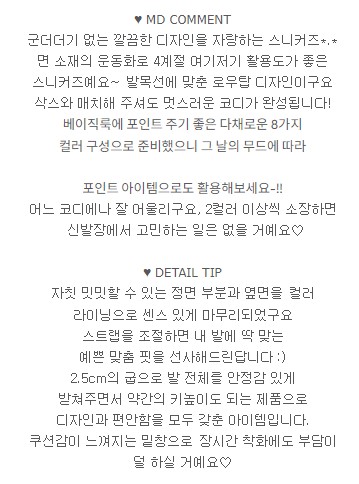 ♥ MD COMMENT
군더더기 없는 깔끔한 디자인을 자랑하는 스니커즈*.*
면 소재의 운동화로 4계절 여기저기 활용도가 좋은
스니커즈예요~ 발목선에 맞춘 로우탑 디자인이구요
삭스와 매치해 주셔도 멋스러운 코디가 완성됩니다!
베이직룩에 포인트 주기 좋은 다채로운 8가지
컬러 구성으로 준비했으니 그 날의 무드에 따라
포인트 아이템으로도 활용해보세요-!!
어느 코디에나 잘 어울리구요, 2컬러 이상씩 소장하면
신발장에서 고민하는 일은 없을 거예요♡
♥ DETAIL TIP
자칫 밋밋할 수 있는 정면 부분과 옆면을 컬러
라이닝으로 센스 있게 마무리되었구요
스트랩을 조절하면 내 발에 딱 맞는
예쁜 맞춤 핏을 선사해드린답니다 :)
2.5cm의 굽으로 발 전체를 안정감 있게
받쳐주면서 약간의 키높이도 되는 제품으로
디자인과 편안함을 모두 갖춘 아이템입니다.
쿠션감이 느껴지는 밑창으로 장시간 착화에도 부담이
덜 하실 거예요♡